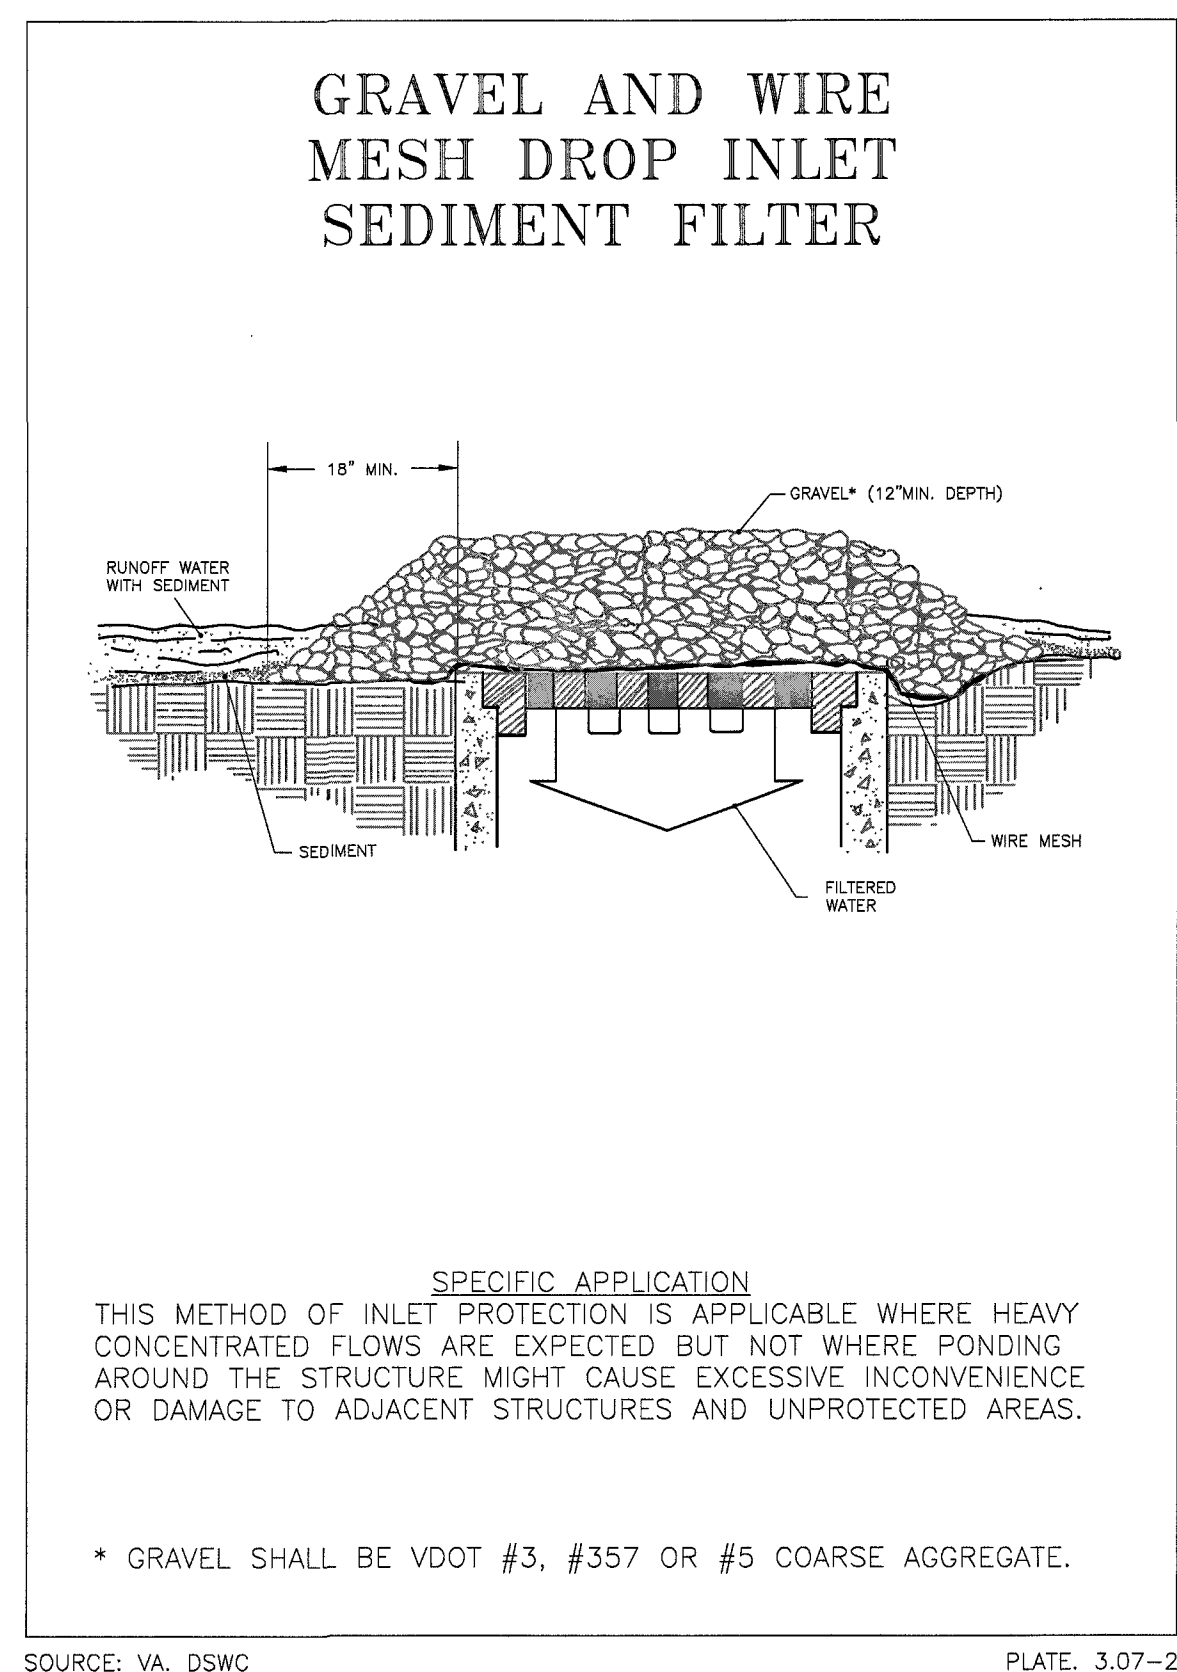 GRAVEL AND WIRE
MESH DROP INLET
SEDIMENT FILTER
18" MIN.
GRAVEL* (12"MIN. DEPTH)
RUNOFF WATER
WITH SEDIMENT
SEDIMENT
WIRE MESH
FILTERED
WATER
SPECIFIC APPLICATION
THIS METHOD OF INLET PROTECTION IS APPLICABLE WHERE HEAVY
CONCENTRATED FLOWS ARE EXPECTED BUT NOT WHERE PONDING
AROUND THE STRUCTURE MIGHT CAUSE EXCESSIVE INCONVENIENCE
OR DAMAGE TO ADJACENT STRUCTURES AND UNPROTECTED AREAS.
* GRAVEL SHALL BE VDOT #3, #357 OR #5 COARSE AGGREGATE.
SOURCE: VA. DSWC
PLATE. 3.07-2